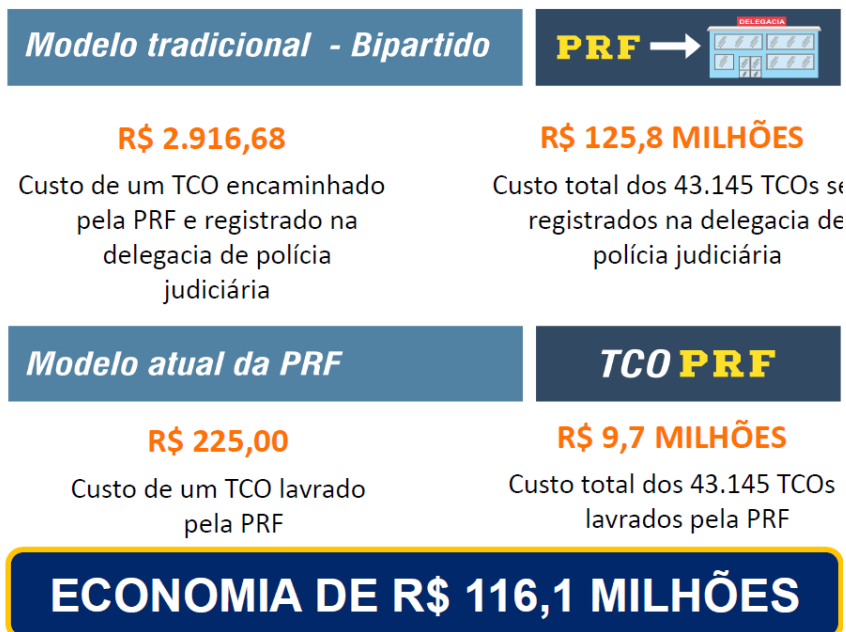 Modelo tradicional - Bipartido
PRF
DELEGACIA
R$ 2.916,68
Custo de um TCO encaminhado
pela PRF e registrado na
delegacia de polícia
judiciária
R$ 125,8 MILHÕES
Custo total dos 43.145 TCOs se
registrados na delegacia de
polícia judiciária
Modelo atual da PRF
TCO PRF
R$ 225,00
Custo de um TCO lavrado
pela PRF
R$ 9,7 MILHÕES
Custo total dos 43.145 TCOs
lavrados pela PRF
ECONOMIA DE R$ 116,1 MILHÕES